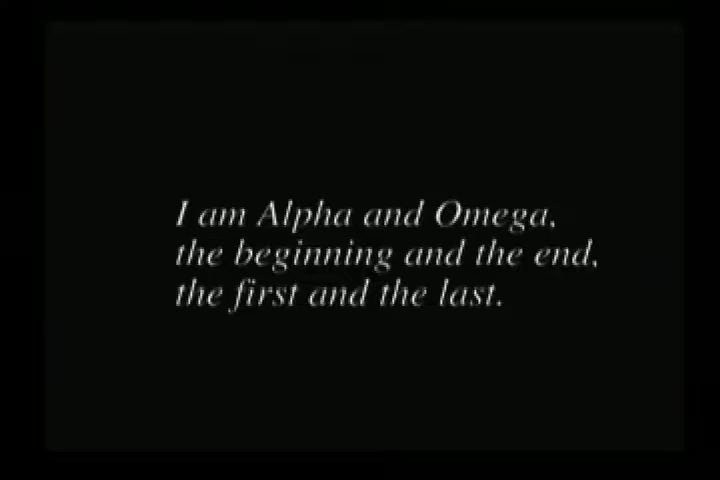 I am Alpha and Omega,
the beginning and the end,
the first and the last.